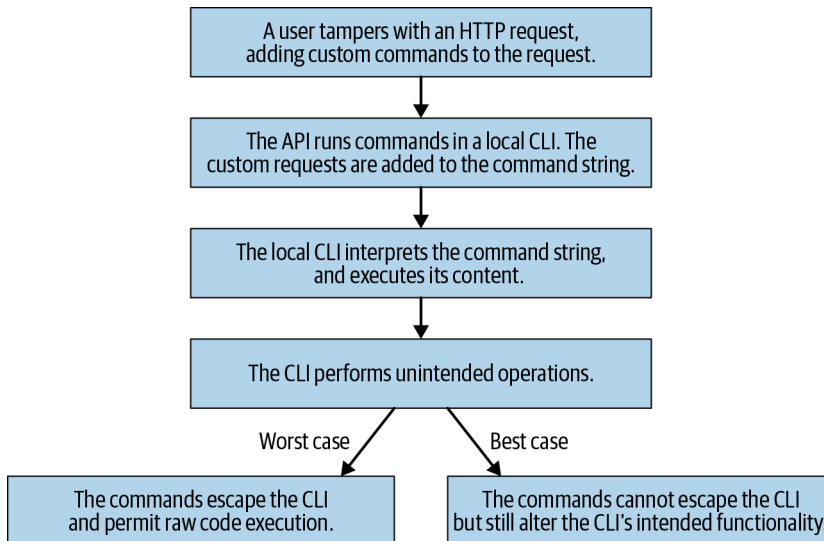 A user tampers with an HTTP request,
adding custom commands to the request.
The API runs commands in a local CLI. The
custom requests are added to the command string.
The local CLI interprets the command string,
and executes its content.
The CLI performs unintended operations.
Worst case
Best case
The commands escape the CLI
and permit raw code execution.
The commands cannot escape the CLI
but still alter the CLI's intended functionality